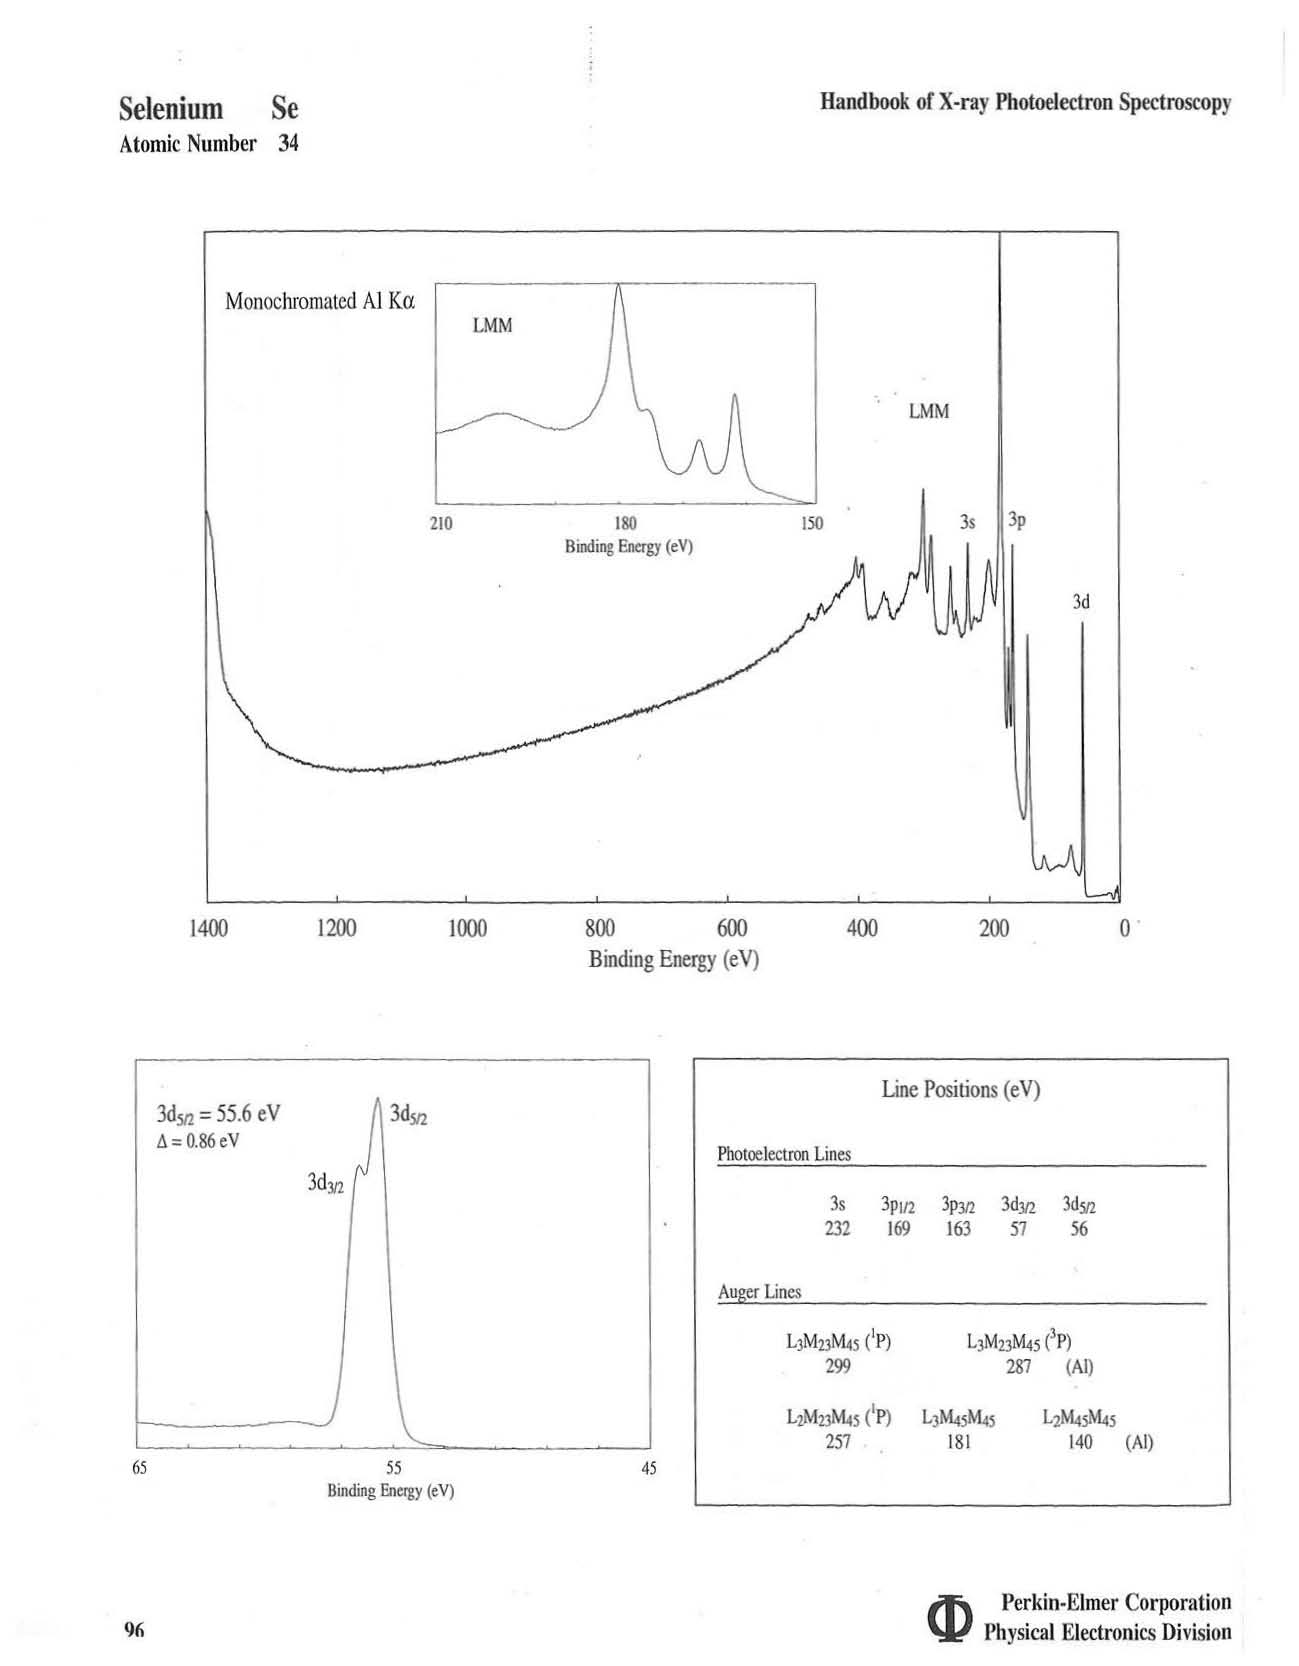 Selenium Se
Handbook of X-ray Photoelectron Spectroscopy
Atomic Number 34
Monochromated Al Kα
LMM
210 180 150
Binding Energy (eV)
LMM
3s 3p
3d
1400 1200 1000 800 600 400 200 0
Binding Energy (eV)
3d5/2 = 55.6 eV
Δ = 0.86 eV
3d5/2
3d3/2
65 55 45
Binding Energy (eV)
Line Positions (eV)
Photoelectron Lines
3s 3p1/2 3p3/2 3d3/2 3d5/2
232 169 163 57 56
Auger Lines
L3M23M45 (¹P) L3M23M45 (³P)
299 287 (Al)
L2M23M45 (¹P) L3M45M45 L2M45M45
257 181 140 (Al)
96
Perkin-Elmer Corporation
Physical Electronics Division